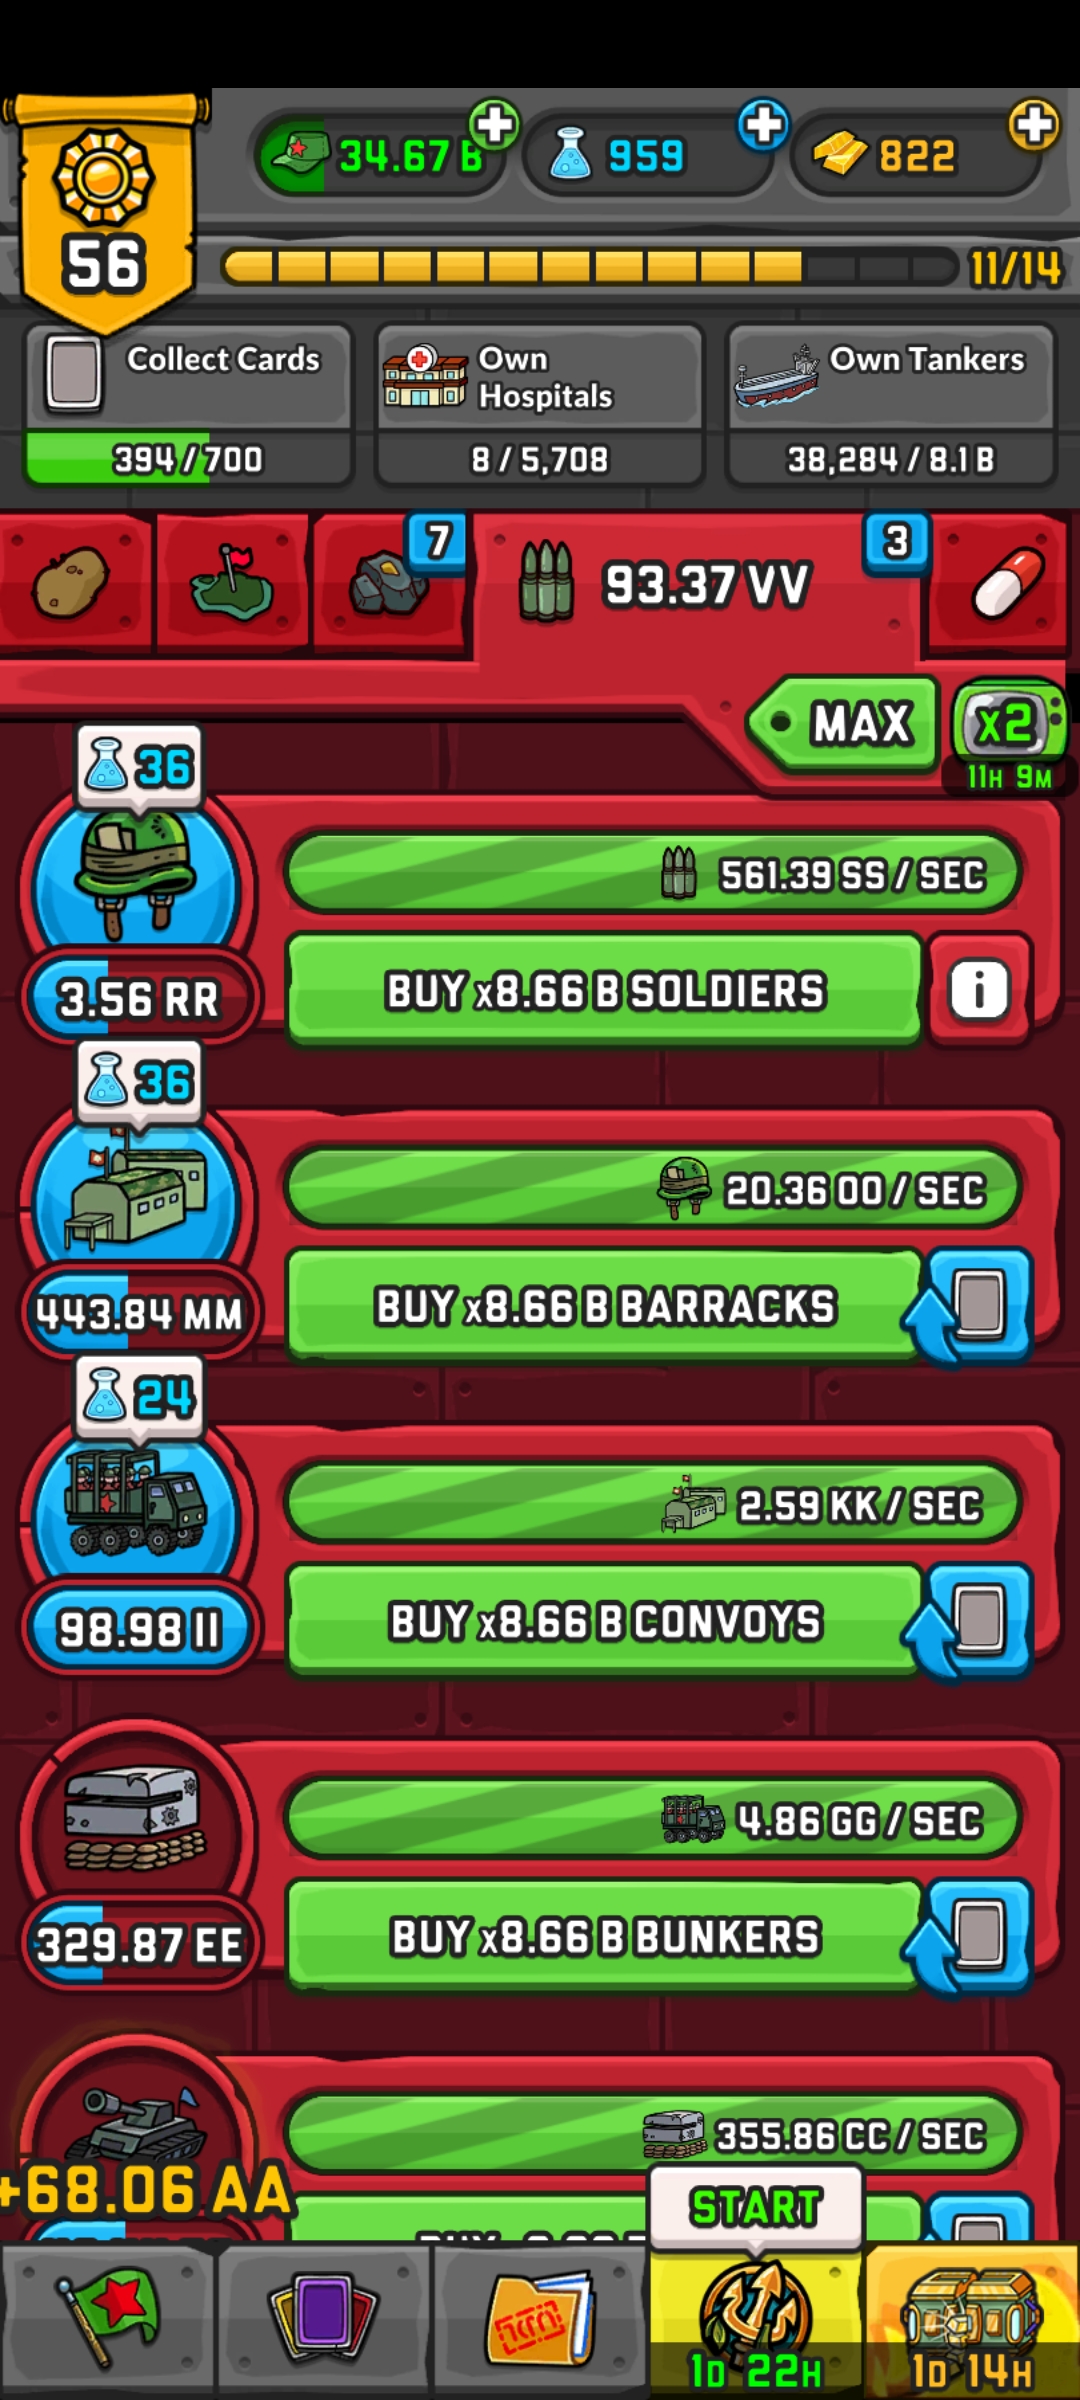 34.67 B
959
822
56
11/14
Collect Cards
394 / 700
Own
Hospitals
8 / 5,708
Own Tankers
38,284 / 8.1 B
7
93.37 VV
3
MAX
x2
11H 9M
36
561.39 SS / SEC
BUY x8.66 B SOLDIERS
i
3.56 RR
36
20.36 OO / SEC
BUY x8.66 B BARRACKS
443.84 MM
24
2.59 KK / SEC
BUY x8.66 B CONVOYS
98.98 II
4.86 GG / SEC
BUY x8.66 B BUNKERS
329.87 EE
355.86 CC / SEC
+68.06 AA
START
1D 22H
1D 14H